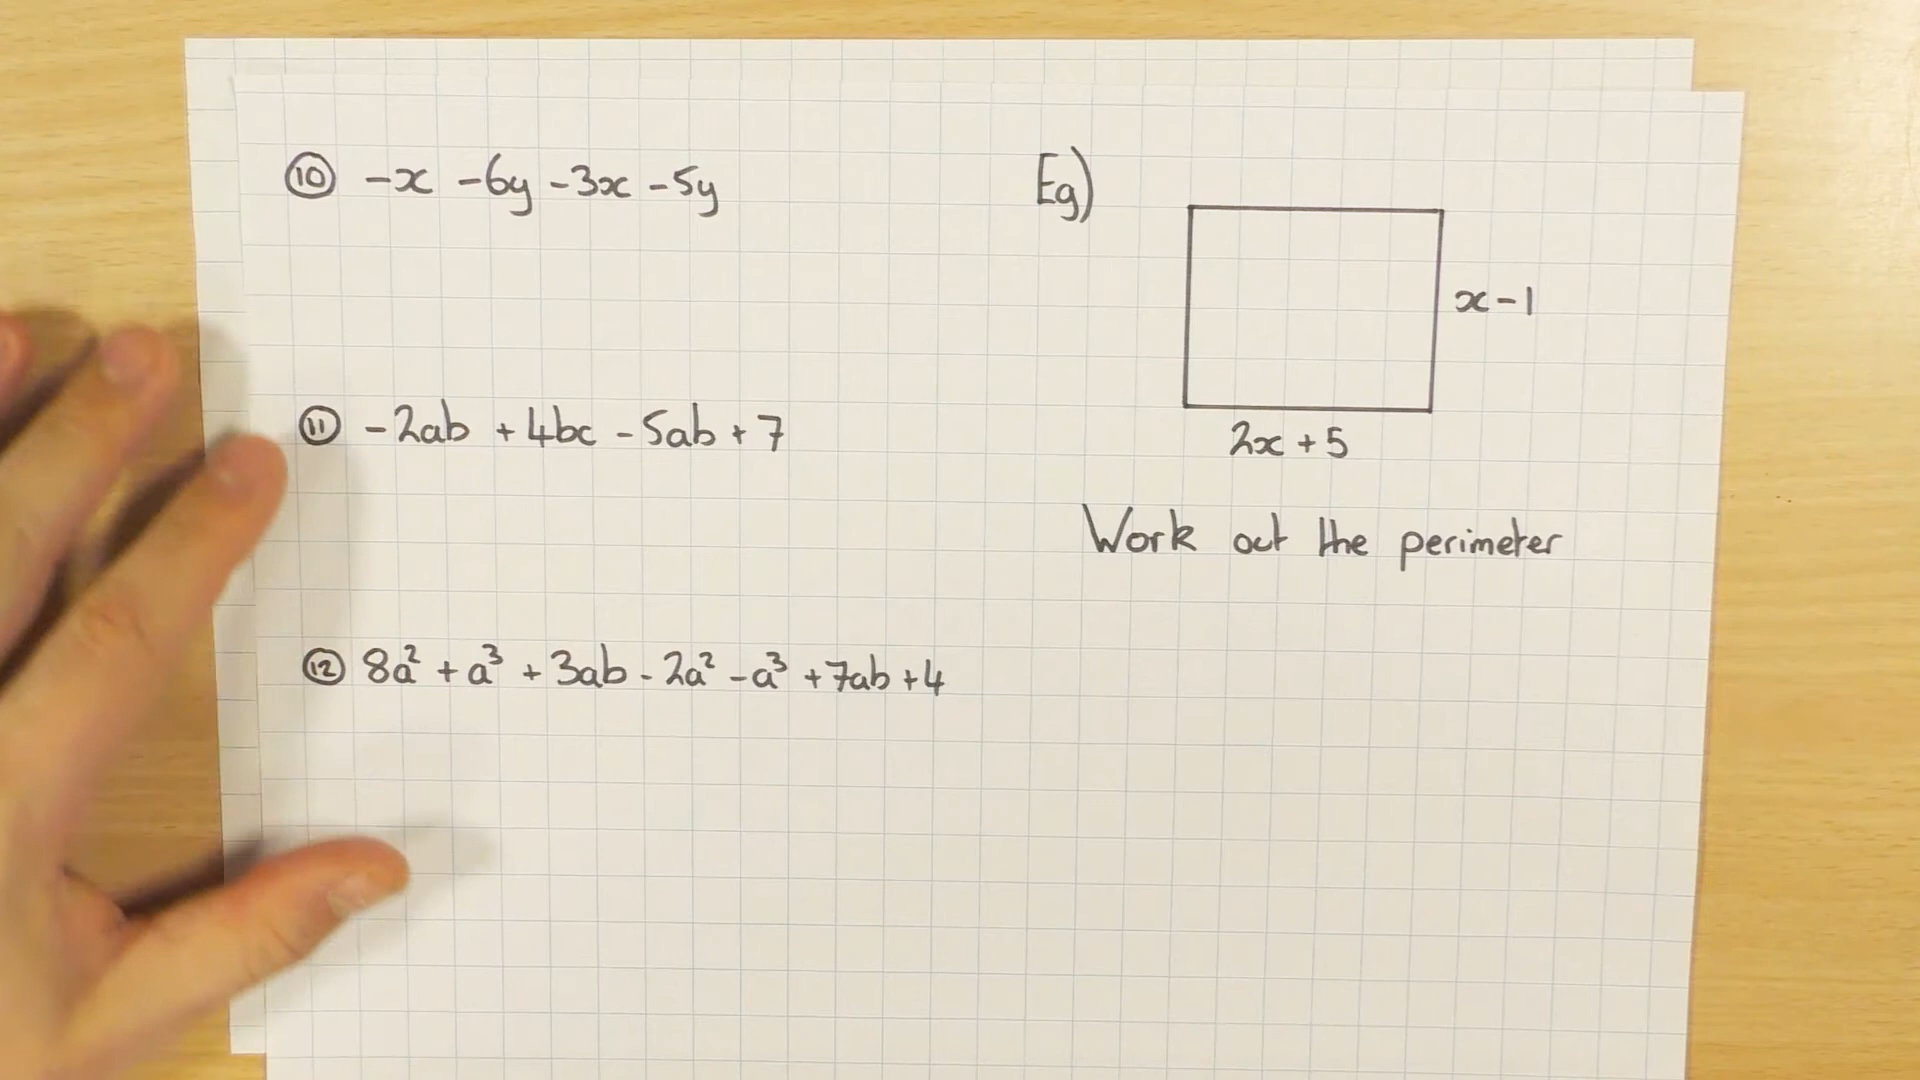 ⑩ -x -6y -3x -5y
⑪ -2ab +4bc -5ab +7
⑫ 8a² + a³ + 3ab - 2a² - a³ + 7ab + 4
Eg)
x - 1
2x + 5
Work out the perimeter